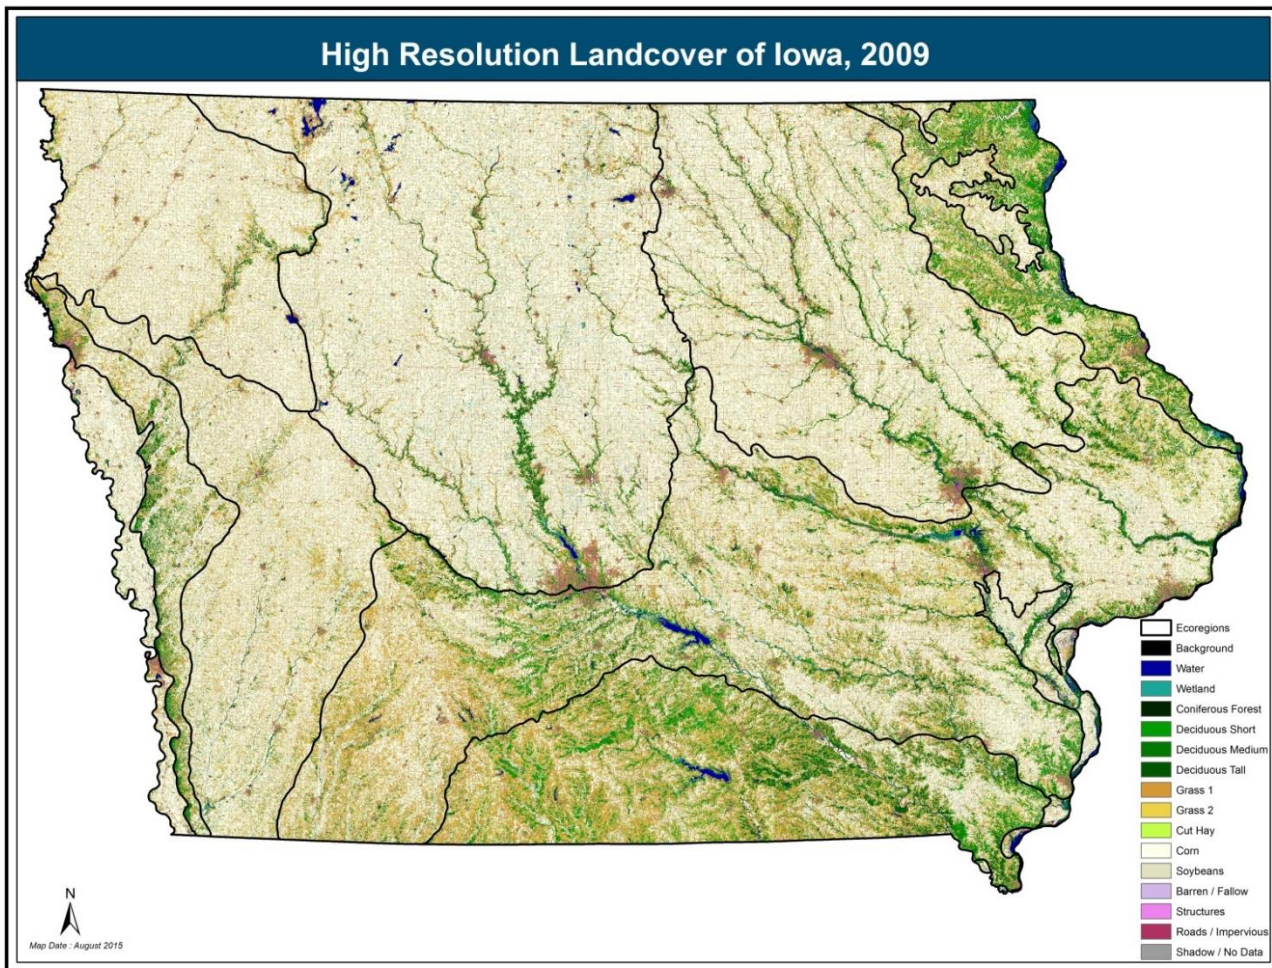 High Resolution Landcover of Iowa, 2009
Ecoregions
Background
Water
Wetland
Coniferous Forest
Deciduous Short
Deciduous Medium
Deciduous Tall
Grass 1
Grass 2
Cut Hay
Corn
Soybeans
Barren / Fallow
Structures
Roads / Impervious
Shadow / No Data
N
Map Date : August 2015